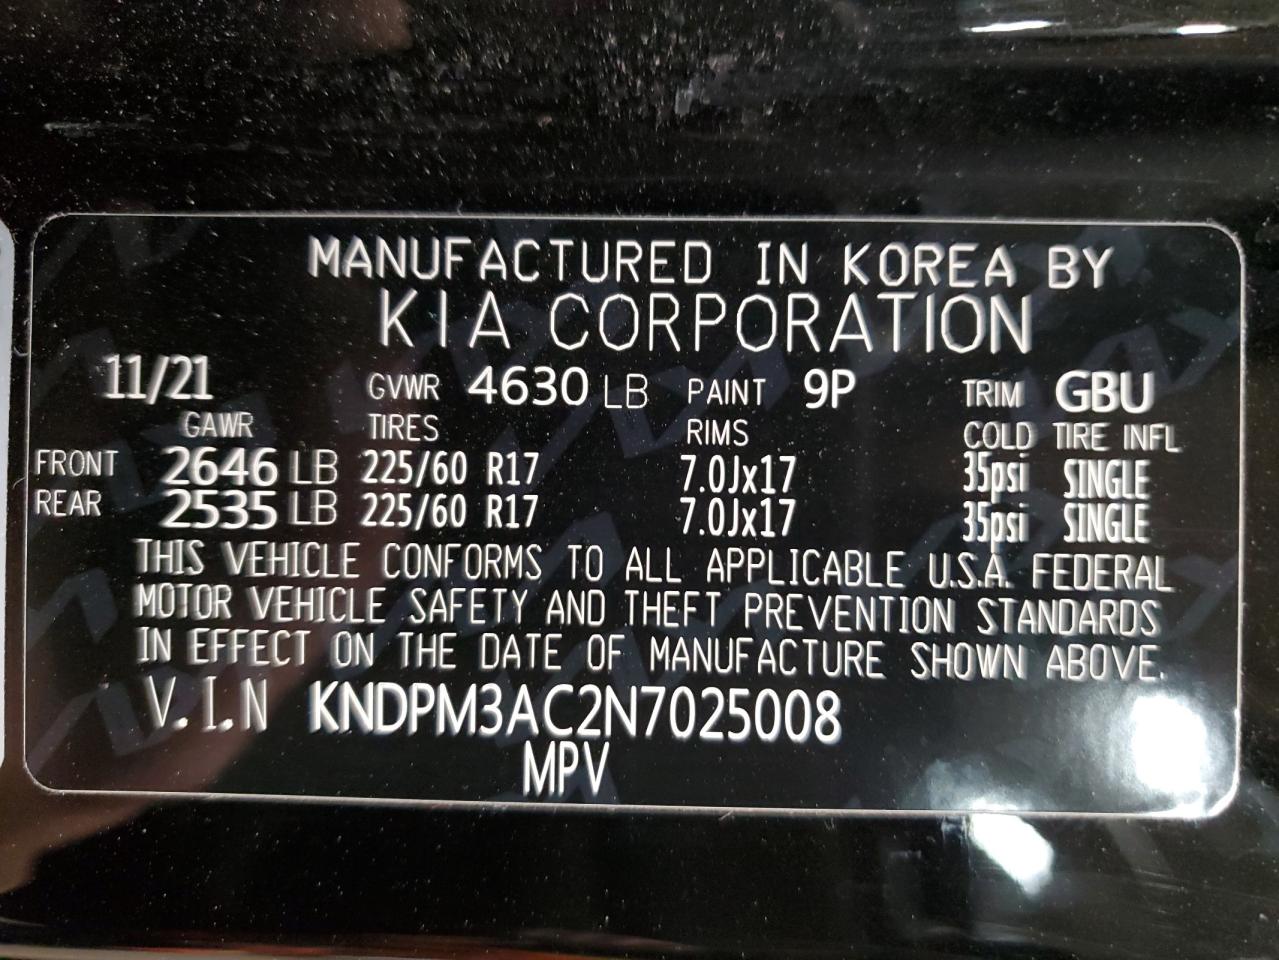 MANUFACTURED IN KOREA BY
KIA CORPORATION
11/21 GVWR 4630 LB PAINT 9P TRIM GBU
GAWR TIRES RIMS COLD TIRE INFL
FRONT 2646 LB 225/60 R17 7.0Jx17 35psi SINGLE
REAR 2535 LB 225/60 R17 7.0Jx17 35psi SINGLE
THIS VEHICLE CONFORMS TO ALL APPLICABLE U.S.A. FEDERAL
MOTOR VEHICLE SAFETY AND THEFT PREVENTION STANDARDS
IN EFFECT ON THE DATE OF MANUFACTURE SHOWN ABOVE.
V.I.N KNDPM3AC2N7025008
MPV